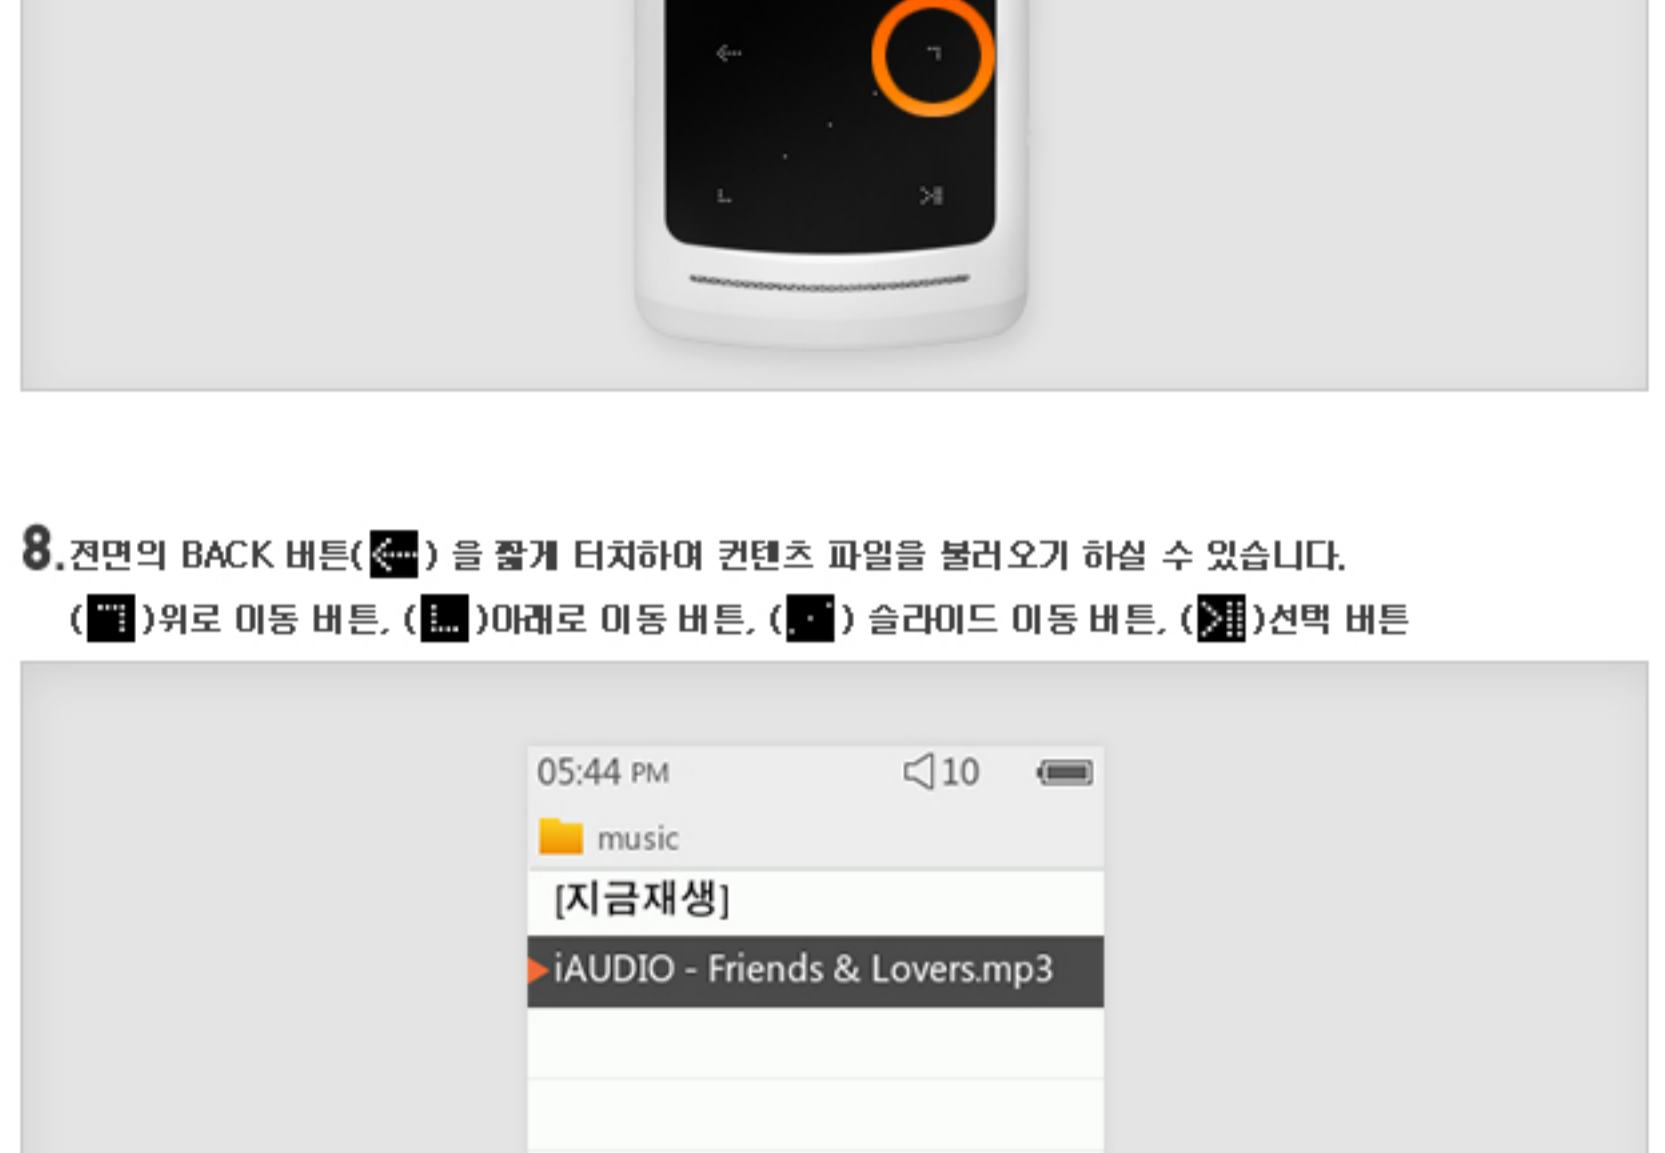 8.전면의 BACK 버튼( ) 을 짧게 터치하여 컨텐츠 파일을 불러오기 하실 수 있습니다.
( )위로 이동 버튼, ( )아래로 이동 버튼, ( ) 슬라이드 이동 버튼, ( )선택 버튼
05:44 PM 10
music
[지금재생]
iAUDIO - Friends & Lovers.mp3